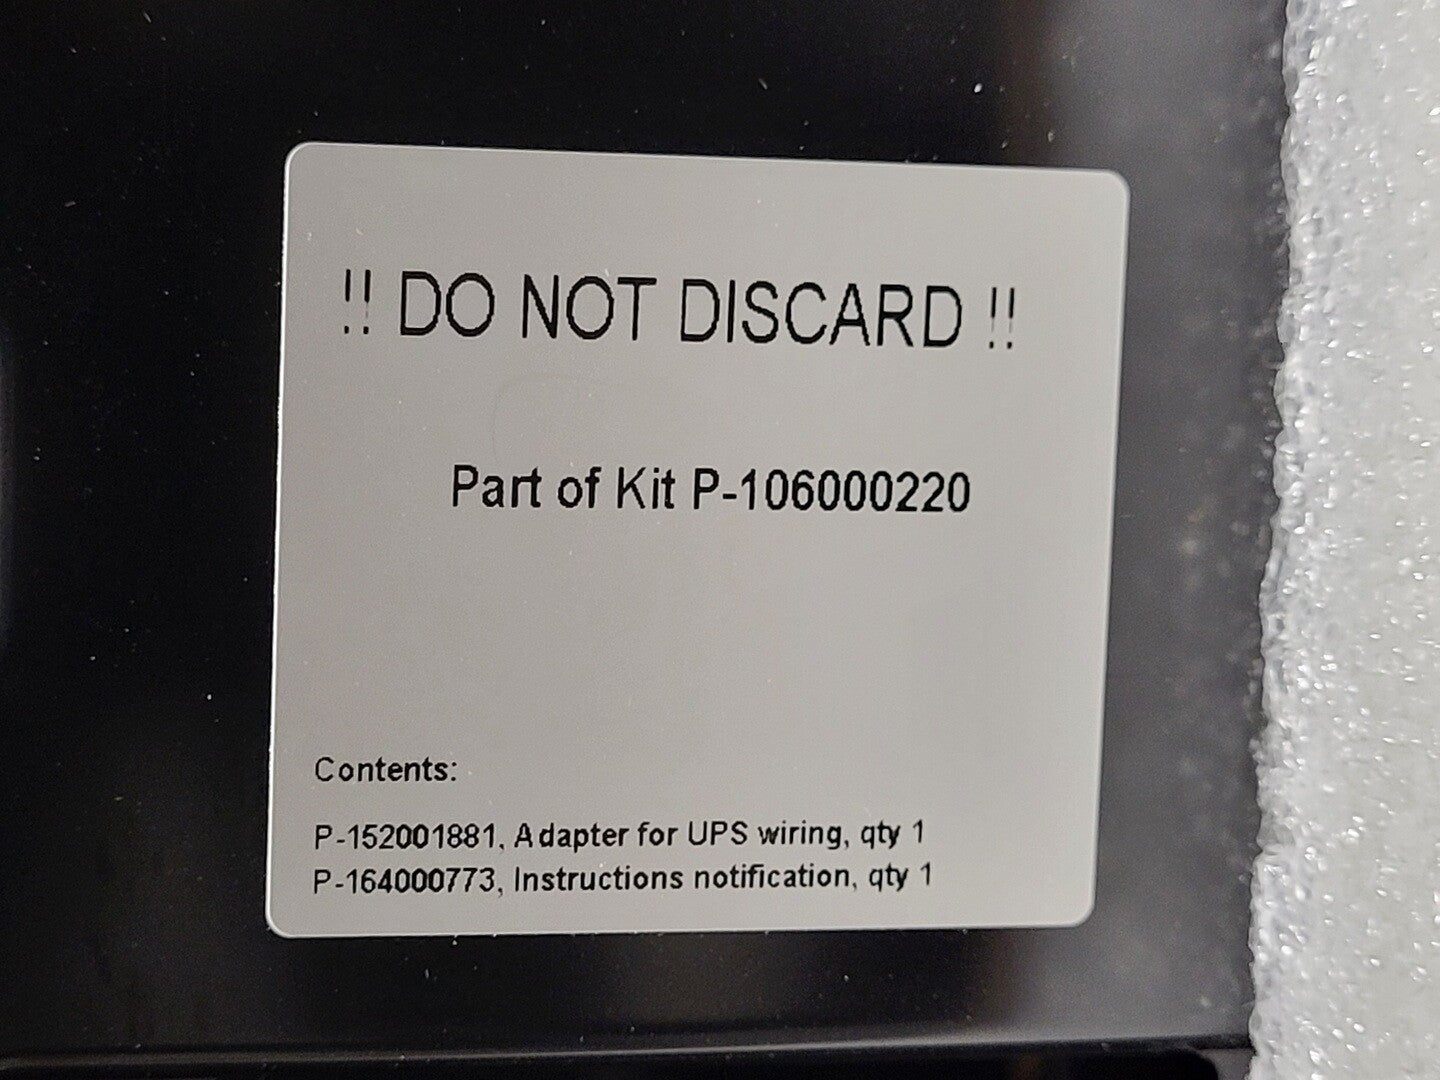 !! DO NOT DISCARD !!
Part of Kit P-106000220
Contents:
P-152001881, Adapter for UPS wiring, qty 1
P-164000773, Instructions notification, qty 1